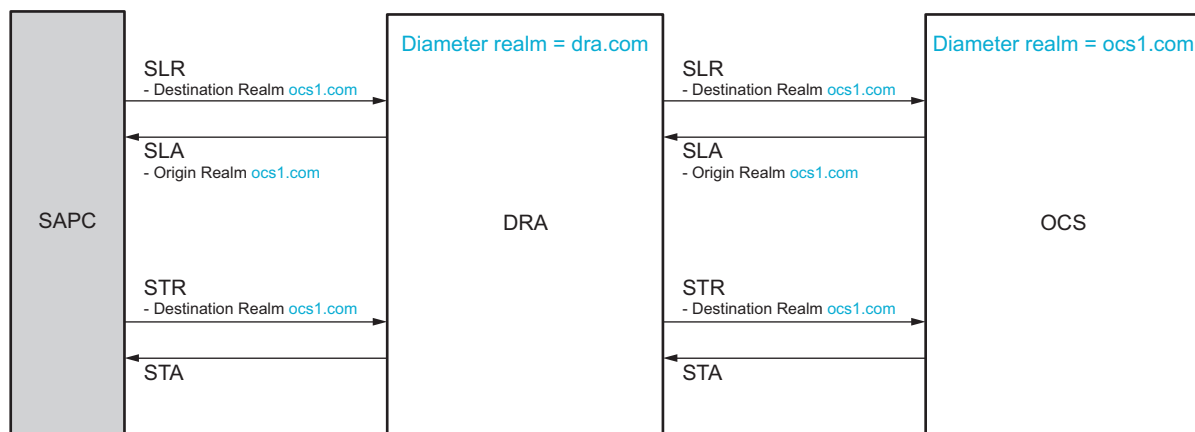 Diameter realm = dra.com
Diameter realm = ocs1.com
SLR
- Destination Realm ocs1.com
SLR
- Destination Realm ocs1.com
SLA
- Origin Realm ocs1.com
SLA
- Origin Realm ocs1.com
SAPC
DRA
OCS
STR
- Destination Realm ocs1.com
STR
- Destination Realm ocs1.com
STA
STA